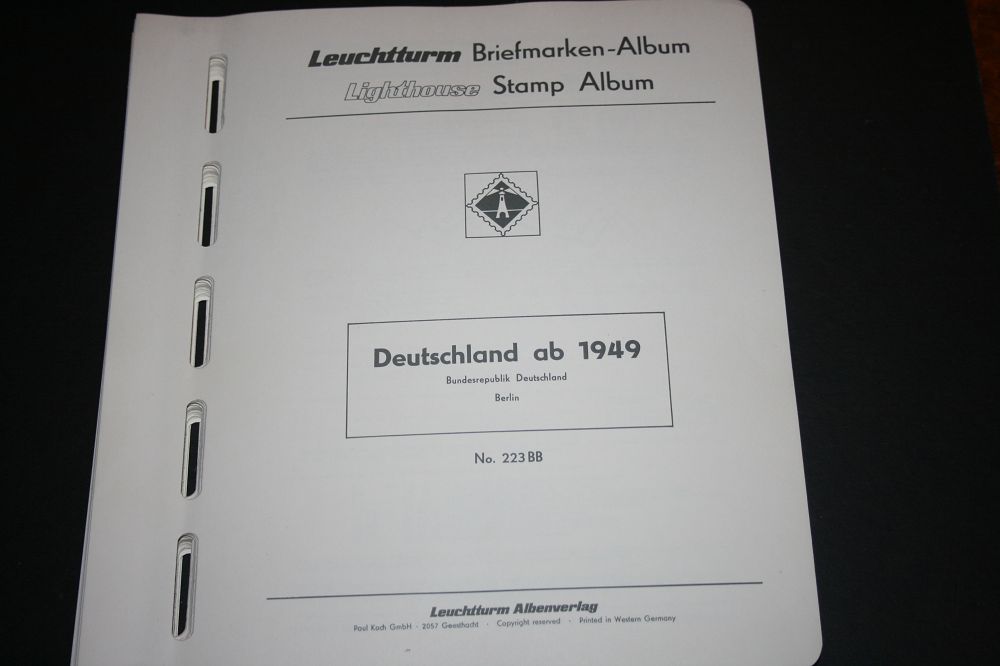 Leuchtturm Briefmarken-Album
Lighthouse Stamp Album
Deutschland ab 1949
Bundesrepublik Deutschland
Berlin
No. 223 BB
Leuchtturm Albenverlag
Paul Koch GmbH · 2057 Geesthacht · Copyright reserved · Printed in Western Germany